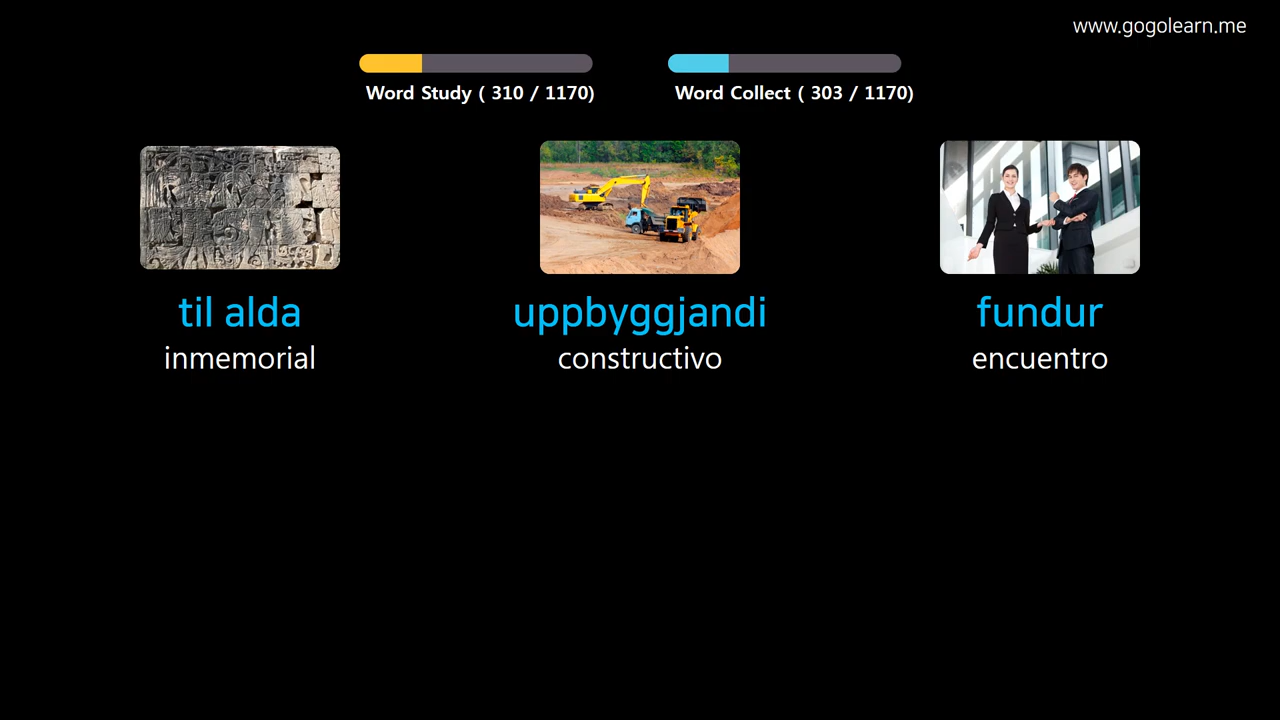 www.gogolearn.me
Word Study ( 310 / 1170)
Word Collect ( 303 / 1170)
til alda
uppbyggjandi
fundur
inmemorial
constructivo
encuentro